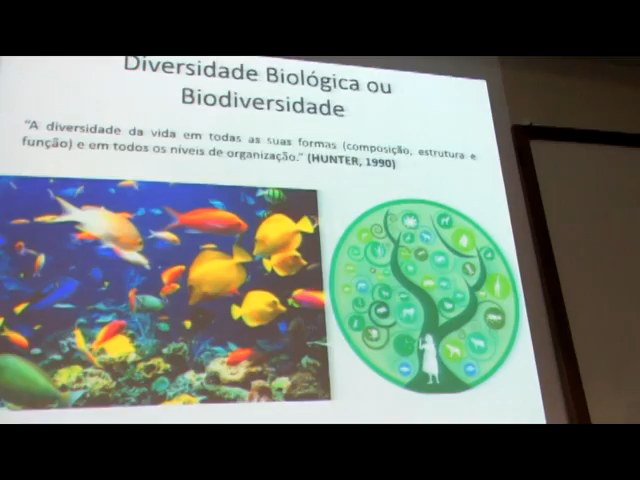 Diversidade Biológica ou
Biodiversidade
“A diversidade da vida em todas as suas formas (composição, estrutura e
função) e em todos os níveis de organização.” (HUNTER, 1990)